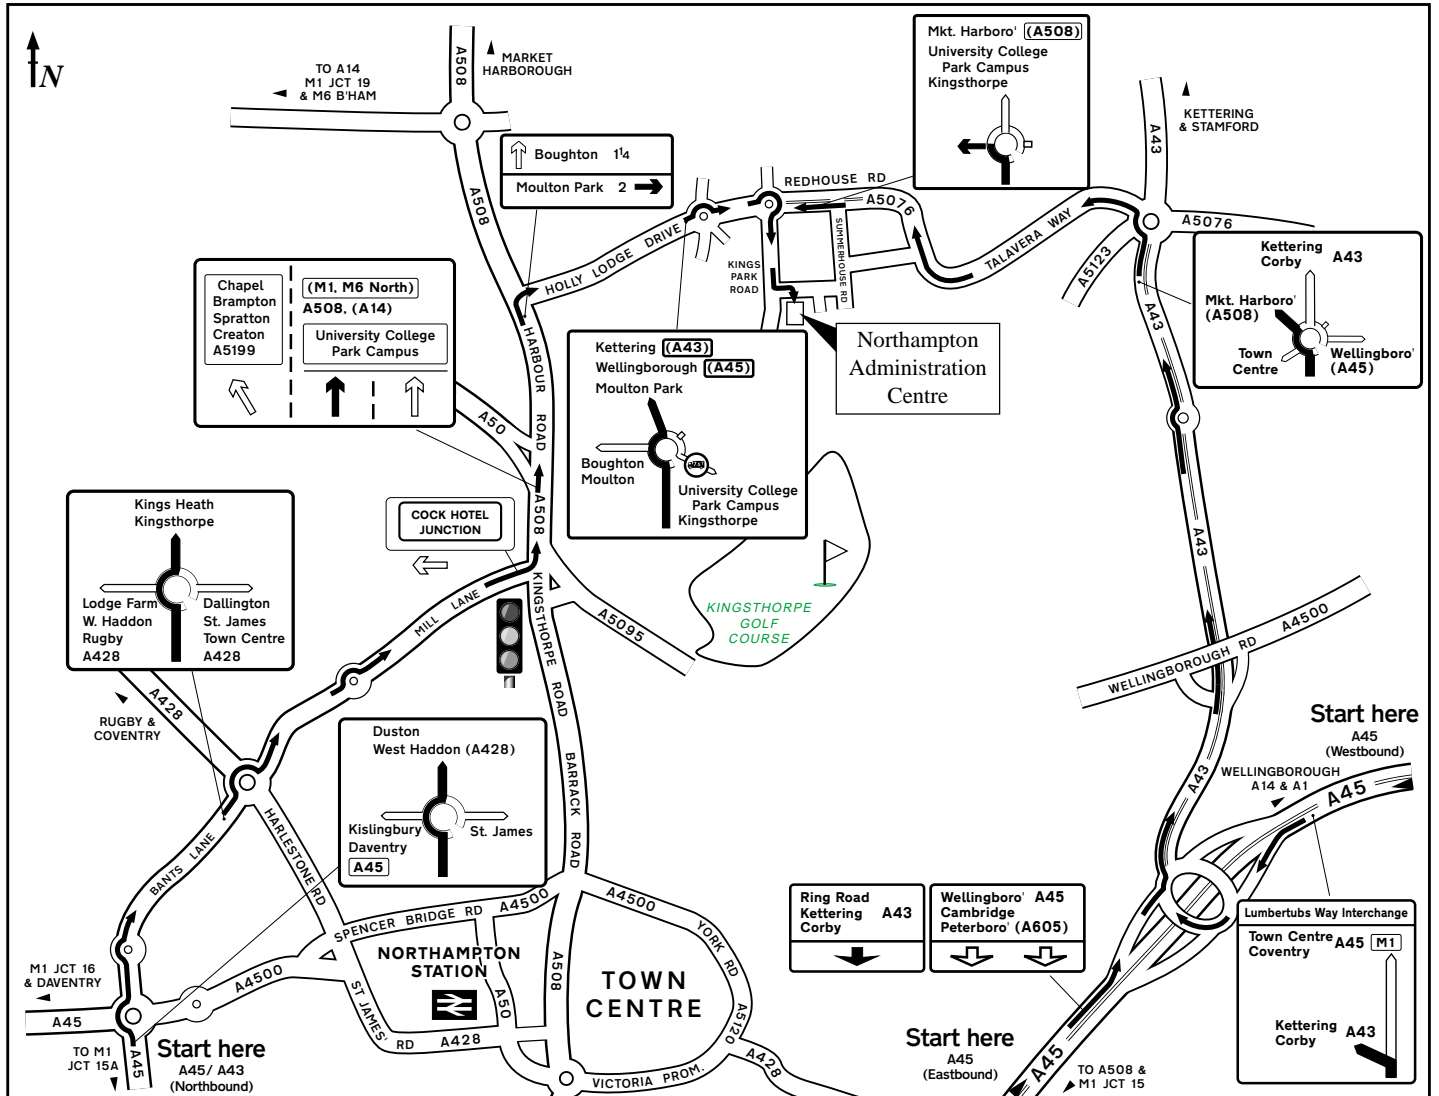 N
TO A14
M1 JCT 19
& M6 B'HAM
A508
MARKET
HARBOROUGH
Boughton 1¼
Moulton Park 2
A508
Mkt. Harboro' (A508)
University College
Park Campus
Kingsthorpe
KETTERING
& STAMFORD
A43
REDHOUSE RD
A5076
A5076
TALAVERA WAY
A5123
SUMMERHOUSE RD
KINGS
PARK
ROAD
HOLLY LODGE DRIVE
Kettering
Corby A43
Mkt. Harboro'
(A508)
Town
Centre
Wellingboro'
(A45)
Chapel
Brampton
Spratton
Creaton
A5199
(M1, M6 North)
A508, (A14)
University College
Park Campus
HARBOUR ROAD
A50
A508
Kettering (A43)
Wellingborough (A45)
Moulton Park
Boughton
Moulton
University College
Park Campus
Kingsthorpe
Northampton
Administration
Centre
A43
A43
COCK HOTEL
JUNCTION
Kings Heath
Kingsthorpe
Lodge Farm
W. Haddon
Rugby
A428
Dallington
St. James
Town Centre
A428
MILL LANE
KINGSTHORPE ROAD
A5095
KINGSTHORPE
GOLF
COURSE
WELLINGBOROUGH RD A4500
A428
RUGBY &
COVENTRY
Duston
West Haddon (A428)
Kislingbury
Daventry
A45
St. James
BARRACK ROAD
Start here
A45
(Westbound)
WELLINGBOROUGH
A14 & A1
A45
A43
BANTS LANE
HARLESTONE RD
SPENCER BRIDGE RD A4500
A4500
YORK RD
Ring Road
Kettering A43
Corby
Wellingboro' A45
Cambridge
Peterboro' (A605)
Lumbertubs Way Interchange
Town Centre
Coventry A45 M1
Kettering
Corby A43
NORTHAMPTON
STATION
A508
TOWN
CENTRE
M1 JCT 16
& DAVENTRY
A4500
ST JAMES' RD A428
A50
A5120
A45
TO M1
JCT 15A
A45
Start here
A45/ A43
(Northbound)
VICTORIA PROM.
A428
Start here
A45
(Eastbound)
A45
TO A508 &
M1 JCT 15